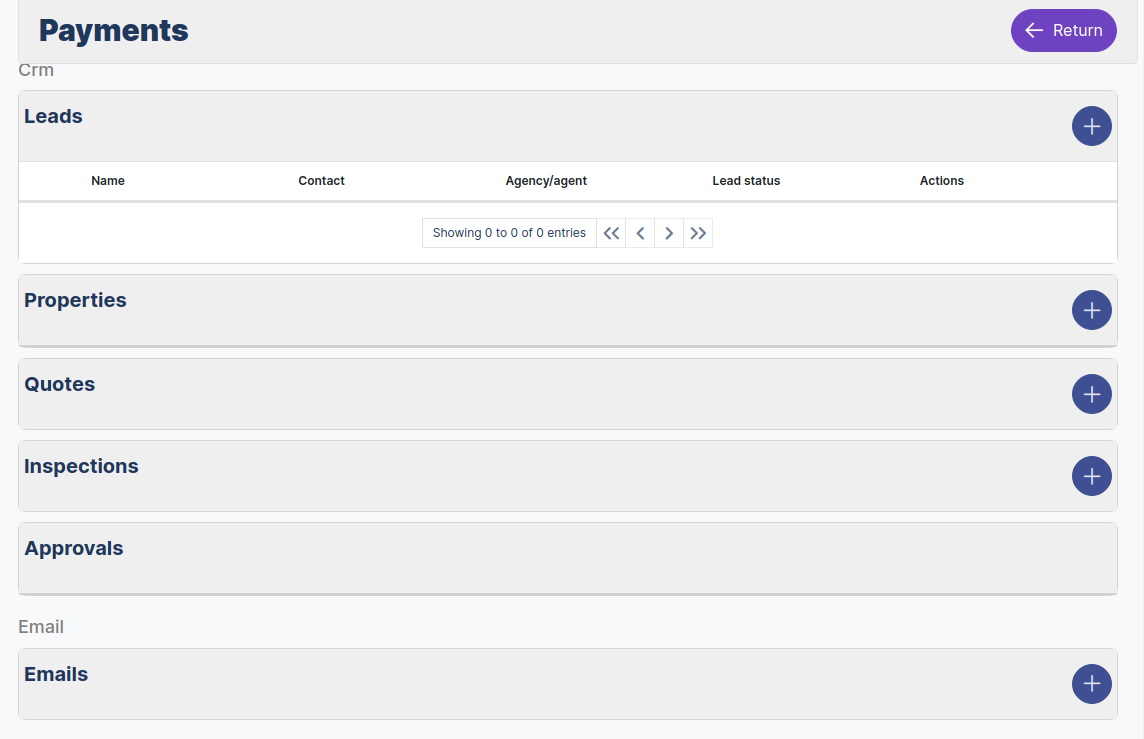 Payments
Return
Crm
Leads
Name Contact Agency/agent Lead status Actions
Showing 0 to 0 of 0 entries
Properties
Quotes
Inspections
Approvals
Email
Emails